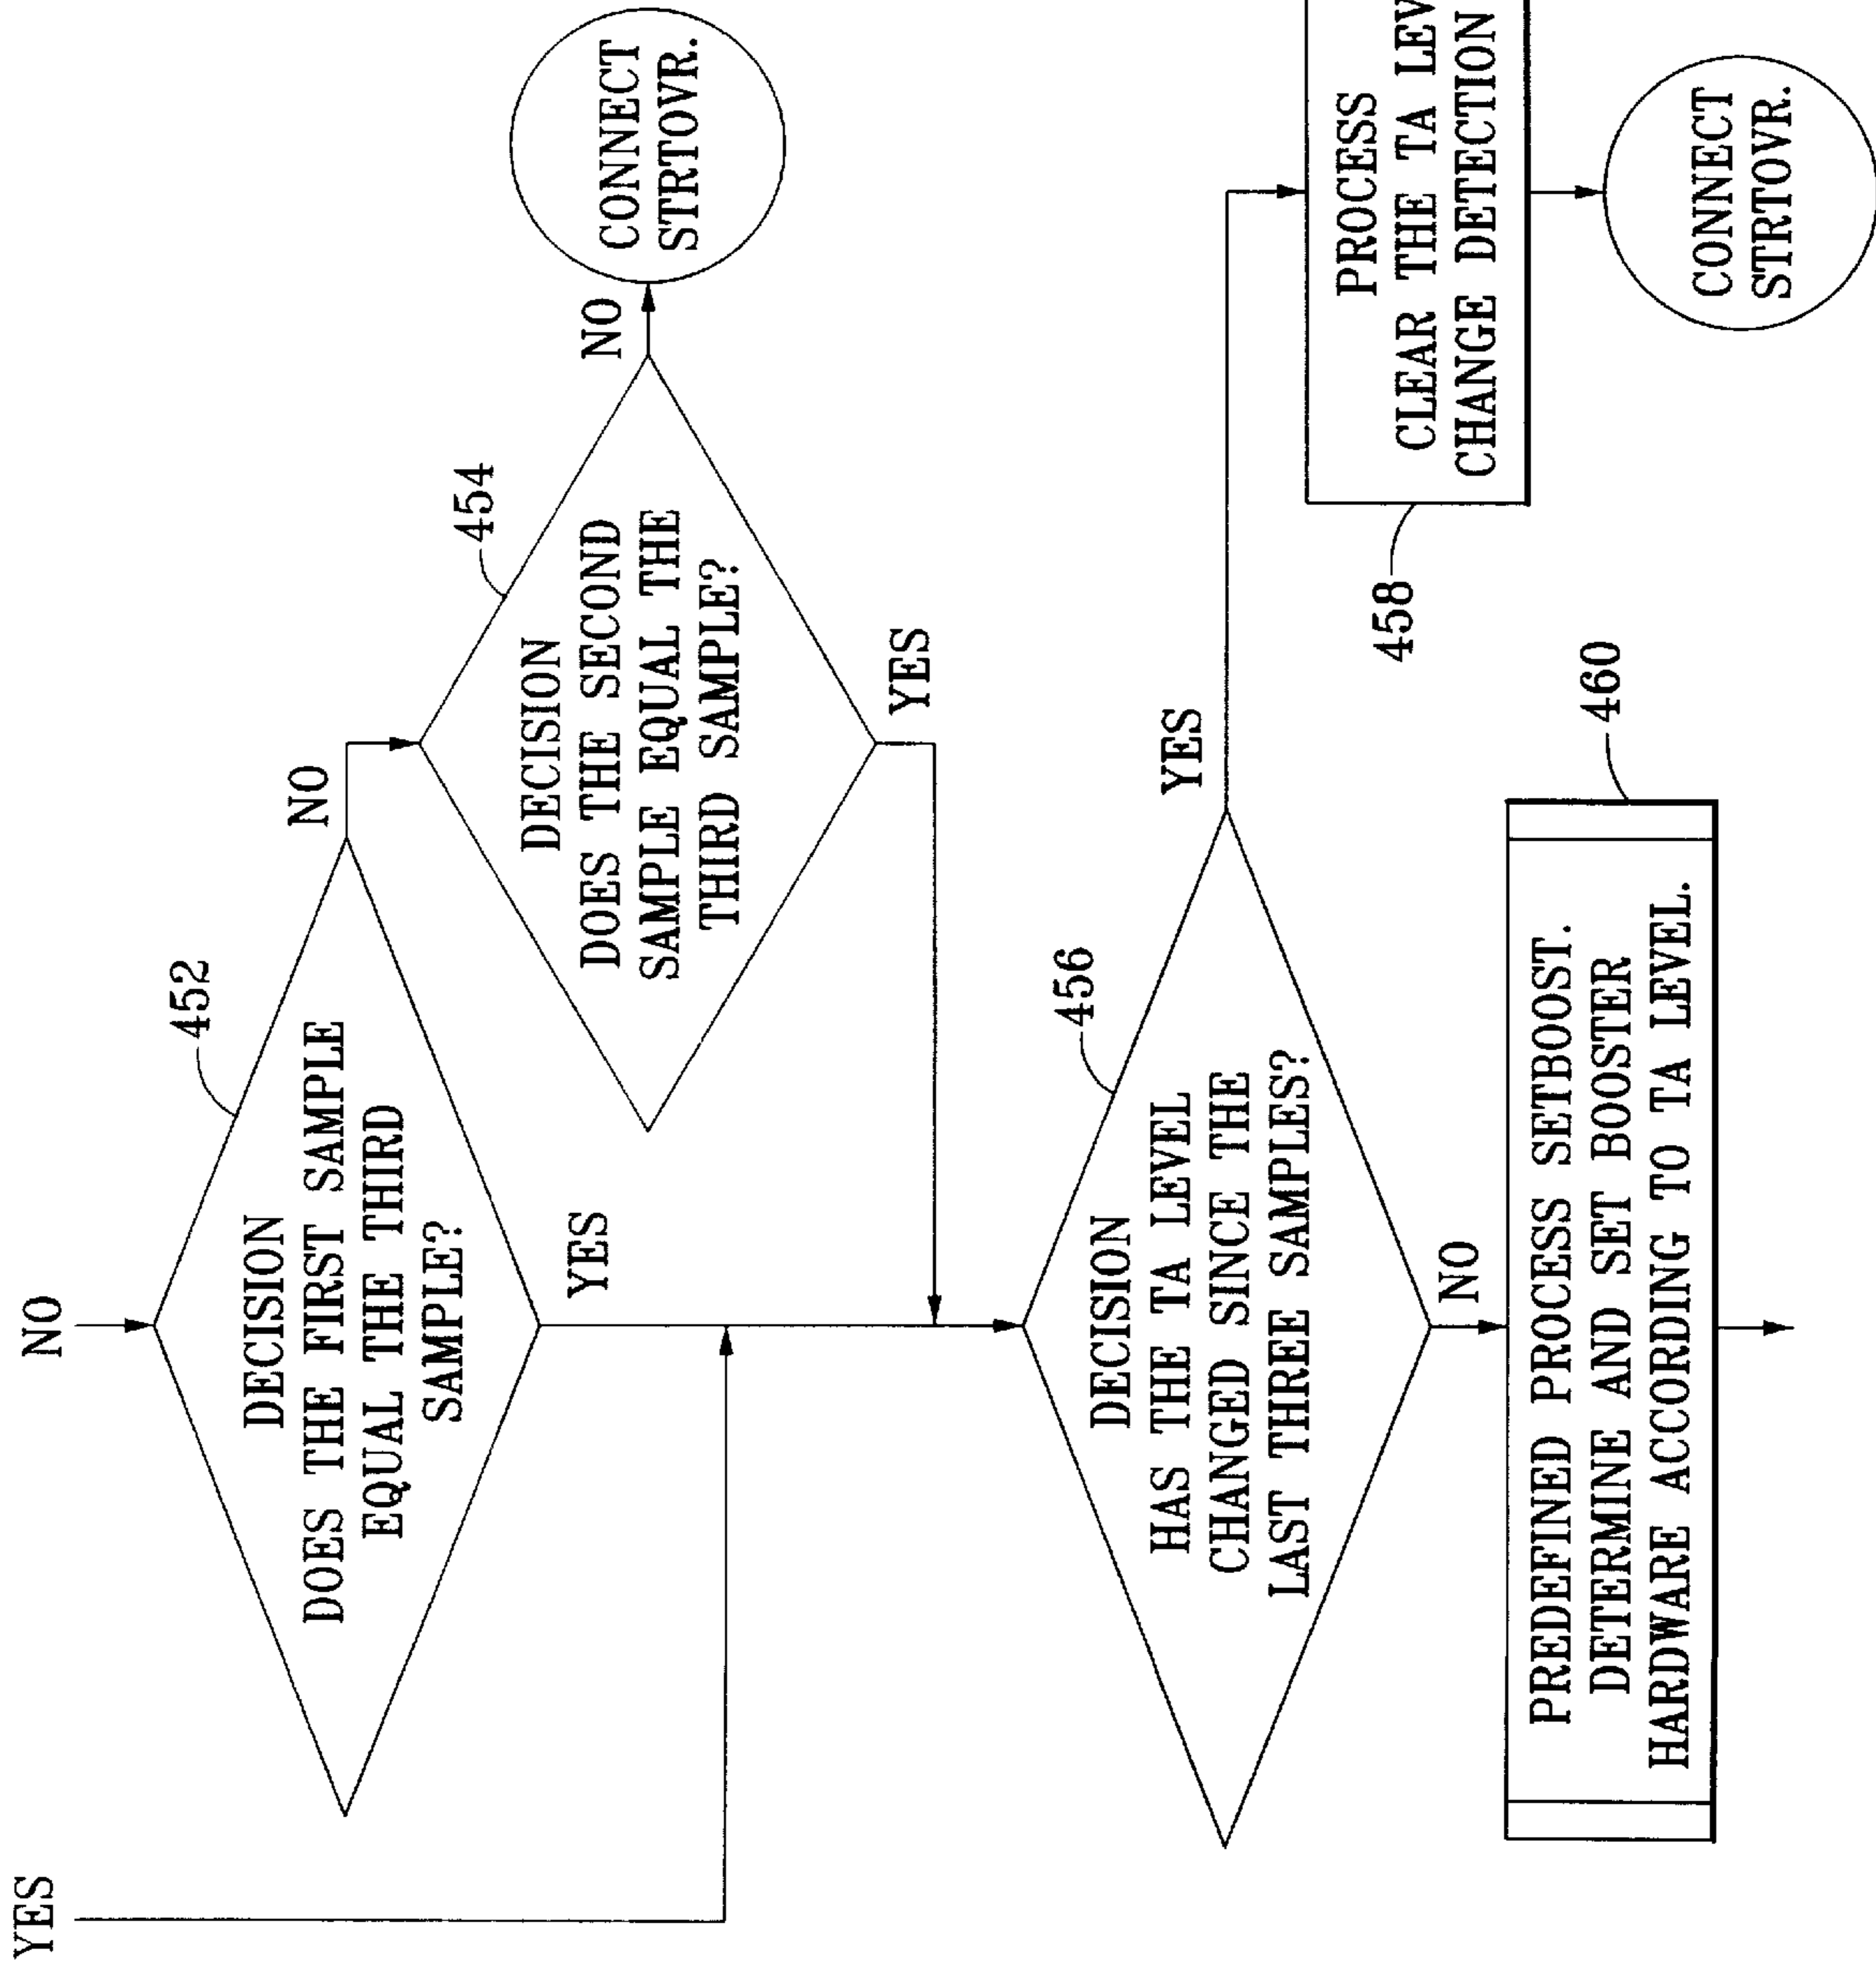 YES
NO
452
DECISION
DOES THE FIRST SAMPLE
EQUAL THE THIRD
SAMPLE?
NO
YES
454
DECISION
DOES THE SECOND
SAMPLE EQUAL THE
THIRD SAMPLE?
NO
CONNECT
STRTOVR.
YES
456
DECISION
HAS THE TA LEVEL
CHANGED SINCE THE
LAST THREE SAMPLES?
YES
NO
458
PROCESS
CLEAR THE TA LEV
CHANGE DETECTION
CONNECT
STRTOVR.
460
PREDEFINED PROCESS SETBOOST.
DETERMINE AND SET BOOSTER
HARDWARE ACCORDING TO TA LEVEL.